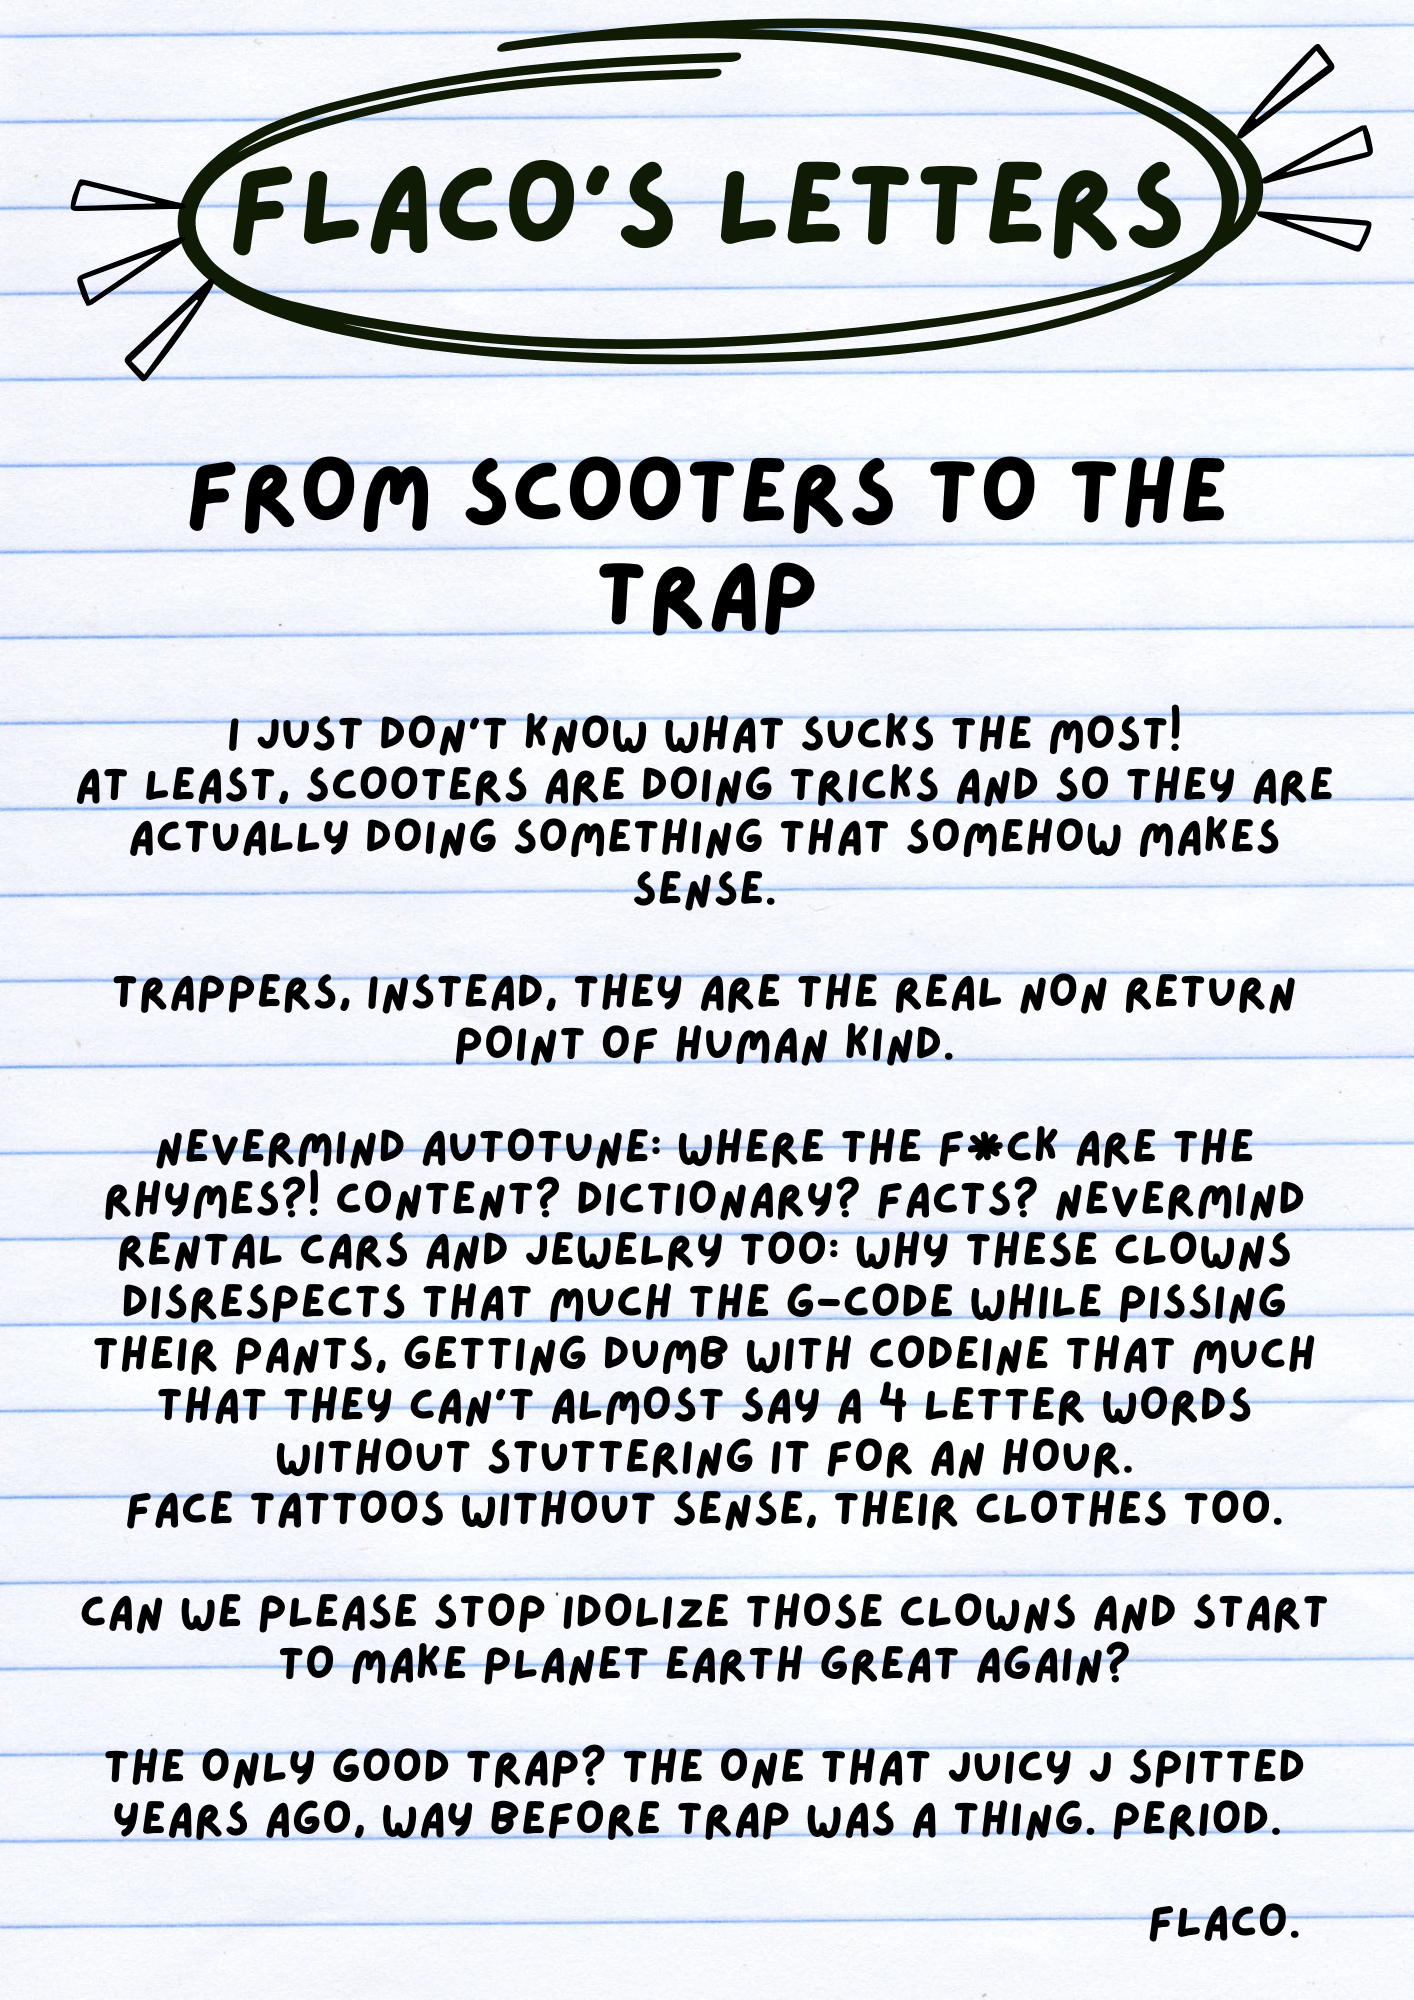 FLACO'S LETTERS
FROM SCOOTERS TO THE
TRAP
I JUST DON'T KNOW WHAT SUCKS THE MOST!
AT LEAST, SCOOTERS ARE DOING TRICKS AND SO THEY ARE
ACTUALLY DOING SOMETHING THAT SOMEHOW MAKES
SENSE.
TRAPPERS, INSTEAD, THEY ARE THE REAL NON RETURN
POINT OF HUMAN KIND.
NEVERMIND AUTOTUNE: WHERE THE F*CK ARE THE
RHYMES?! CONTENT? DICTIONARY? FACTS? NEVERMIND
RENTAL CARS AND JEWELRY TOO: WHY THESE CLOWNS
DISRESPECTS THAT MUCH THE G-CODE WHILE PISSING
THEIR PANTS, GETTING DUMB WITH CODEINE THAT MUCH
THAT THEY CAN'T ALMOST SAY A 4 LETTER WORDS
WITHOUT STUTTERING IT FOR AN HOUR.
FACE TATTOOS WITHOUT SENSE, THEIR CLOTHES TOO.
CAN WE PLEASE STOP IDOLIZE THOSE CLOWNS AND START
TO MAKE PLANET EARTH GREAT AGAIN?
THE ONLY GOOD TRAP? THE ONE THAT JUICY J SPITTED
YEARS AGO, WAY BEFORE TRAP WAS A THING. PERIOD.
FLACO.